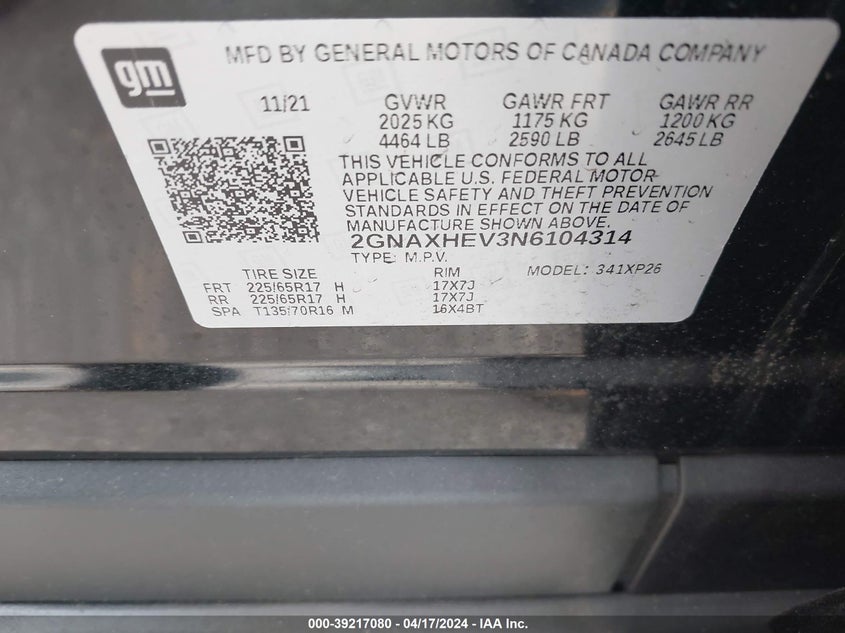 gm
MFD BY GENERAL MOTORS OF CANADA COMPANY
11/21 GVWR GAWR FRT GAWR RR
2025 KG 1175 KG 1200 KG
4464 LB 2590 LB 2645 LB
THIS VEHICLE CONFORMS TO ALL
APPLICABLE U.S. FEDERAL MOTOR
VEHICLE SAFETY AND THEFT PREVENTION
STANDARDS IN EFFECT ON THE DATE OF
MANUFACTURE SHOWN ABOVE.
2GNAXHEV3N6104314
TYPE: M.P.V.
TIRE SIZE RIM MODEL: 341XP26
FRT 225/65R17 H 17X7J
RR 225/65R17 H 17X7J
SPA T135/70R16 M 16X4BT
000-39217080 - 04/17/2024 - IAA Inc.